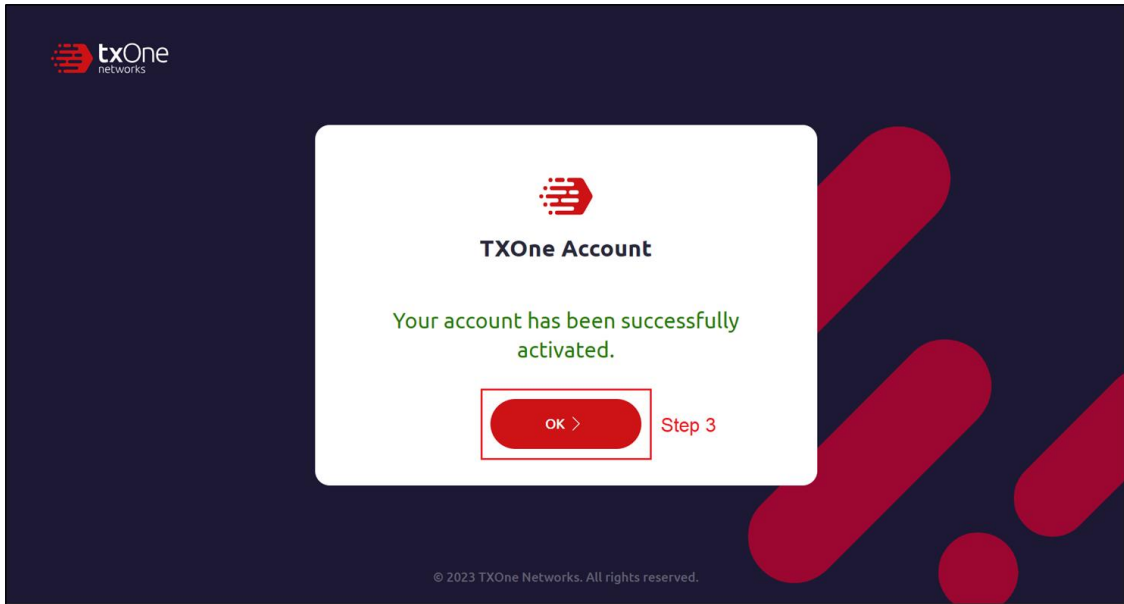 txOne
networks
TXOne Account
Your account has been successfully
activated.
OK >
Step 3
© 2023 TXOne Networks. All rights reserved.